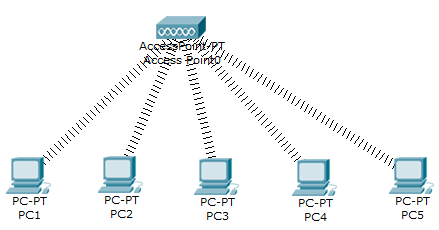 AccessPoint-PT
Access Point0
PC-PT
PC1
PC-PT
PC2
PC-PT
PC3
PC-PT
PC4
PC-PT
PC5